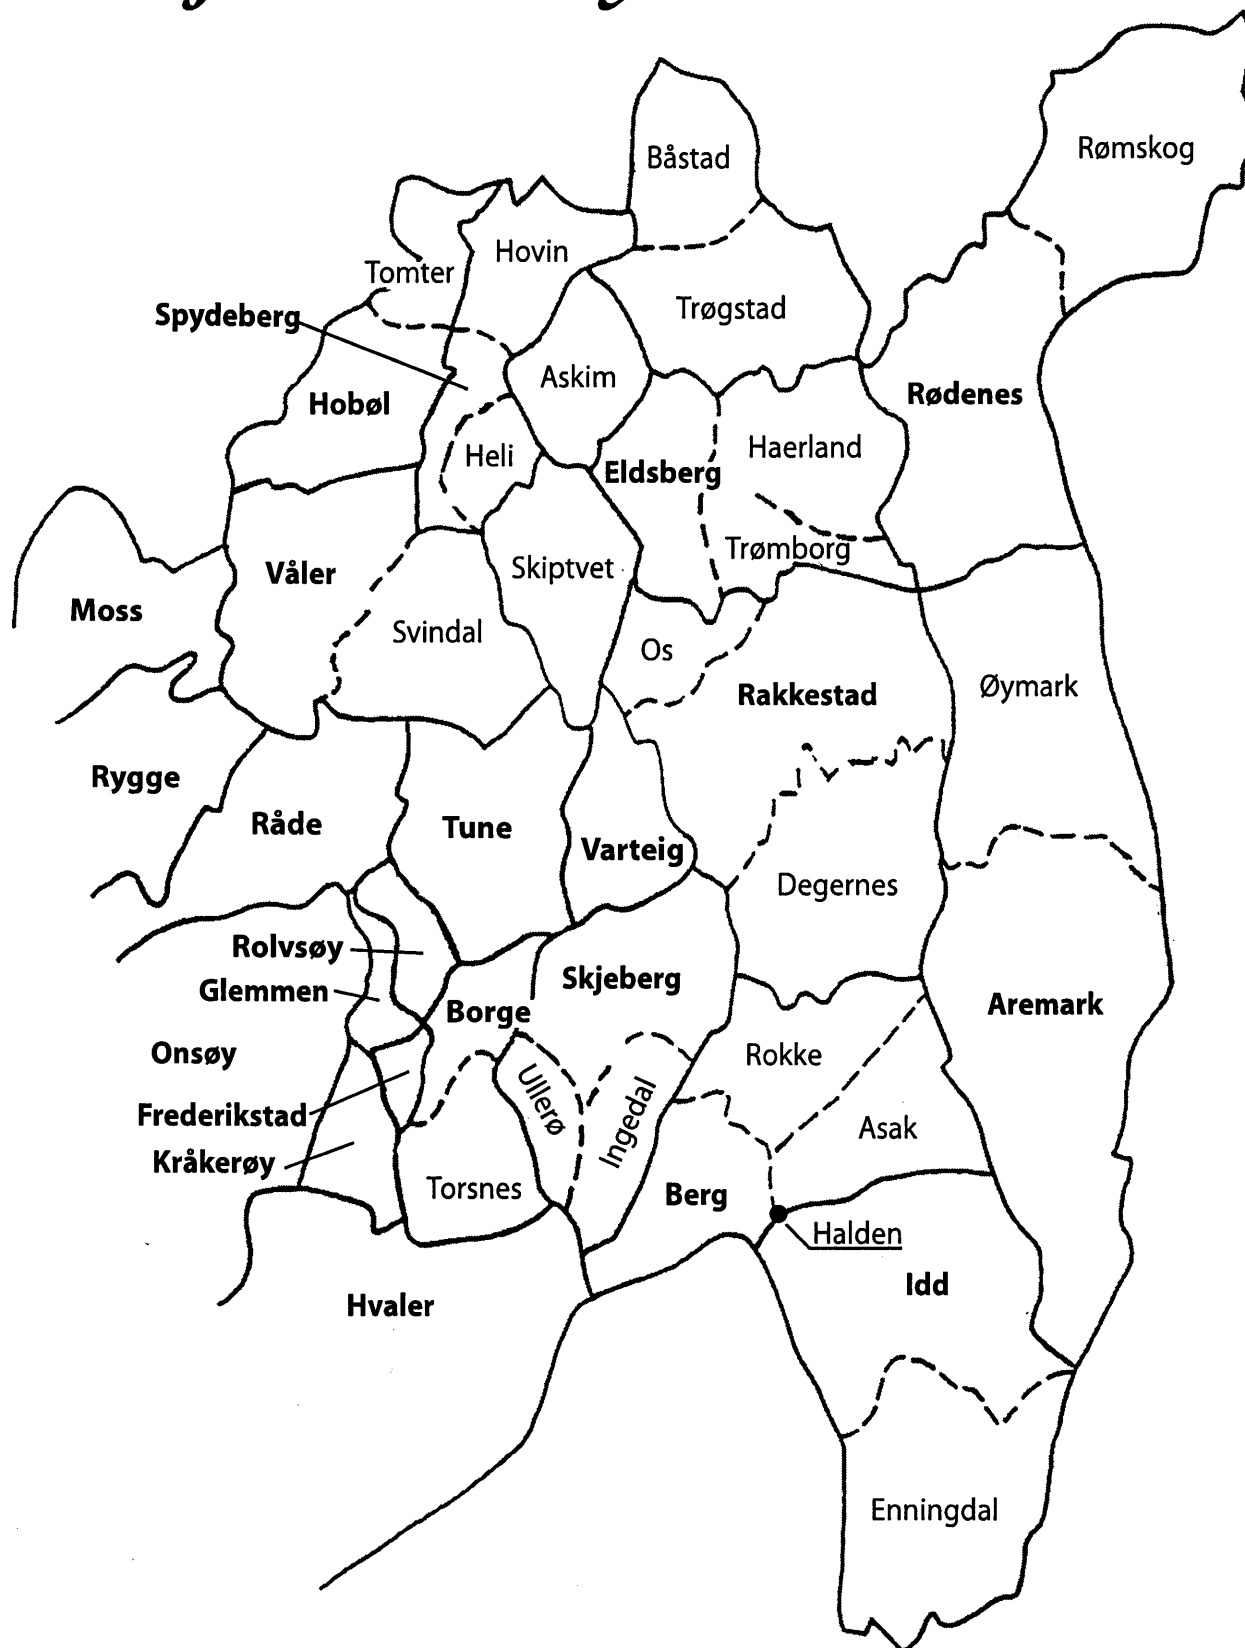 Båstad
Rømskog
Hovin
Tomter
Trøgstad
Spydeberg
Askim
Rødenes
Hobøl
Haerland
Heli
Eldsberg
Trømborg
Skiptvet
Våler
Moss
Svindal
Os
Øymark
Rakkestad
Rygge
Råde
Tune
Varteig
Degernes
Rolvsøy
Skjeberg
Glemmen
Aremark
Borge
Onsøy
Rokke
Ullerø
Ingedal
Frederikstad
Asak
Kråkerøy
Torsnes
Berg
Halden
Idd
Hvaler
Enningdal